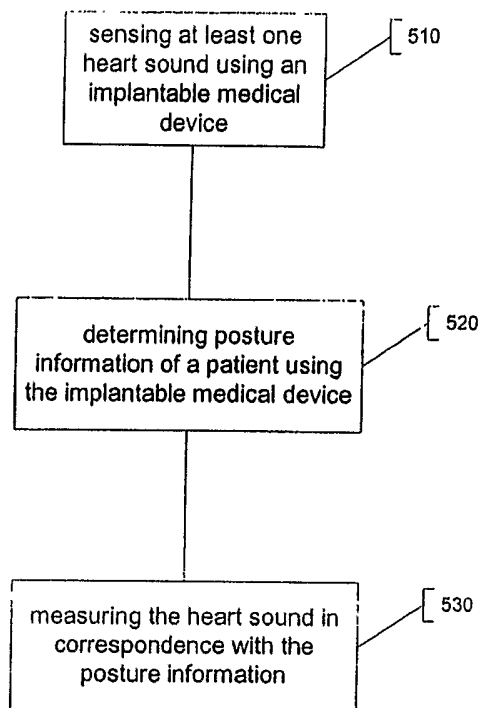 sensing at least one
heart sound using an
implantable medical
device
510
determining posture
information of a patient using
the implantable medical device
520
measuring the heart sound in
correspondence with the
posture information
530